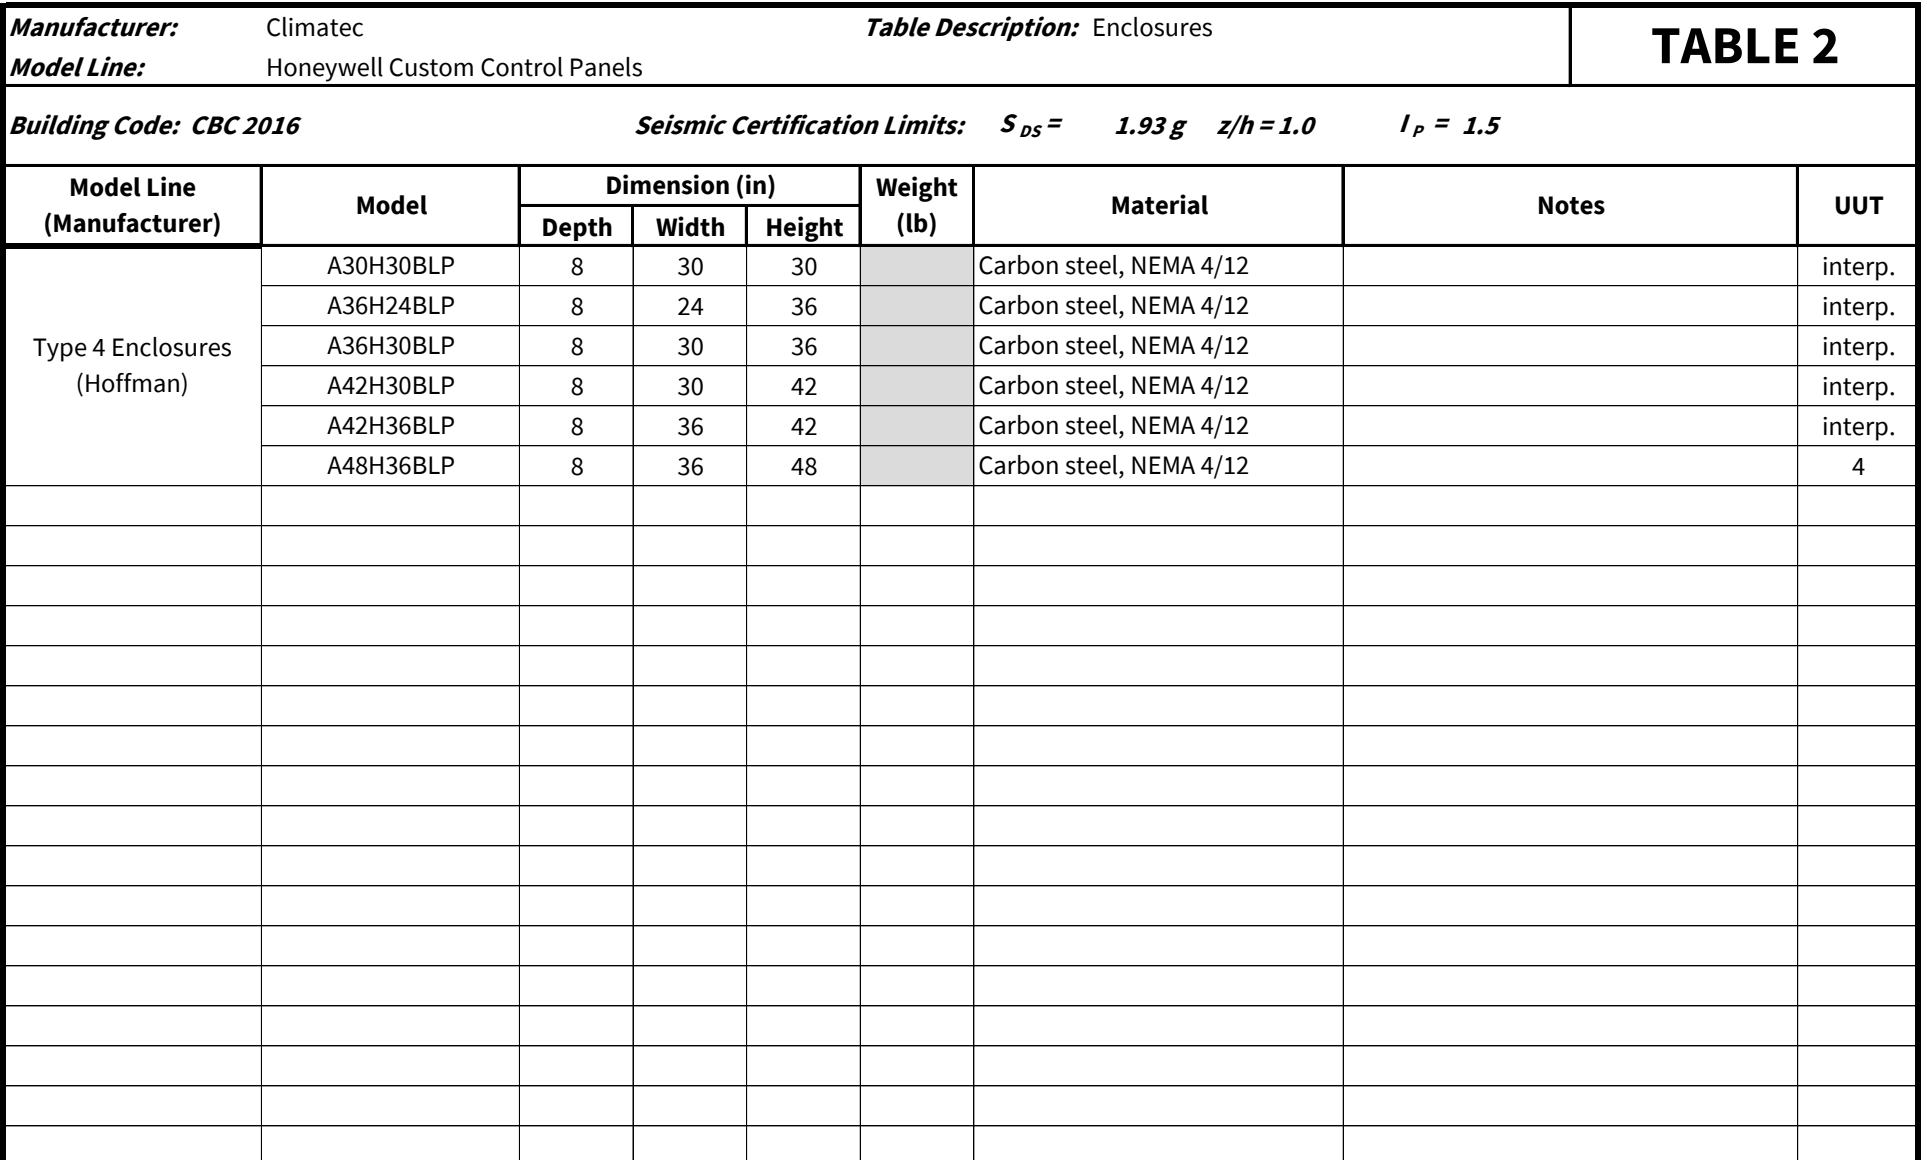 Manufacturer: Climatec Table Description: Enclosures TABLE 2
Model Line: Honeywell Custom Control Panels
Building Code: CBC 2016 Seismic Certification Limits: S DS = 1.93 g z/h = 1.0 I P = 1.5
Model Line (Manufacturer) Model Dimension (in) Weight (lb) Material Notes UUT
Depth Width Height
Type 4 Enclosures
(Hoffman)
A30H30BLP 8 30 30 Carbon steel, NEMA 4/12 interp.
A36H24BLP 8 24 36 Carbon steel, NEMA 4/12 interp.
A36H30BLP 8 30 36 Carbon steel, NEMA 4/12 interp.
A42H30BLP 8 30 42 Carbon steel, NEMA 4/12 interp.
A42H36BLP 8 36 42 Carbon steel, NEMA 4/12 interp.
A48H36BLP 8 36 48 Carbon steel, NEMA 4/12 4